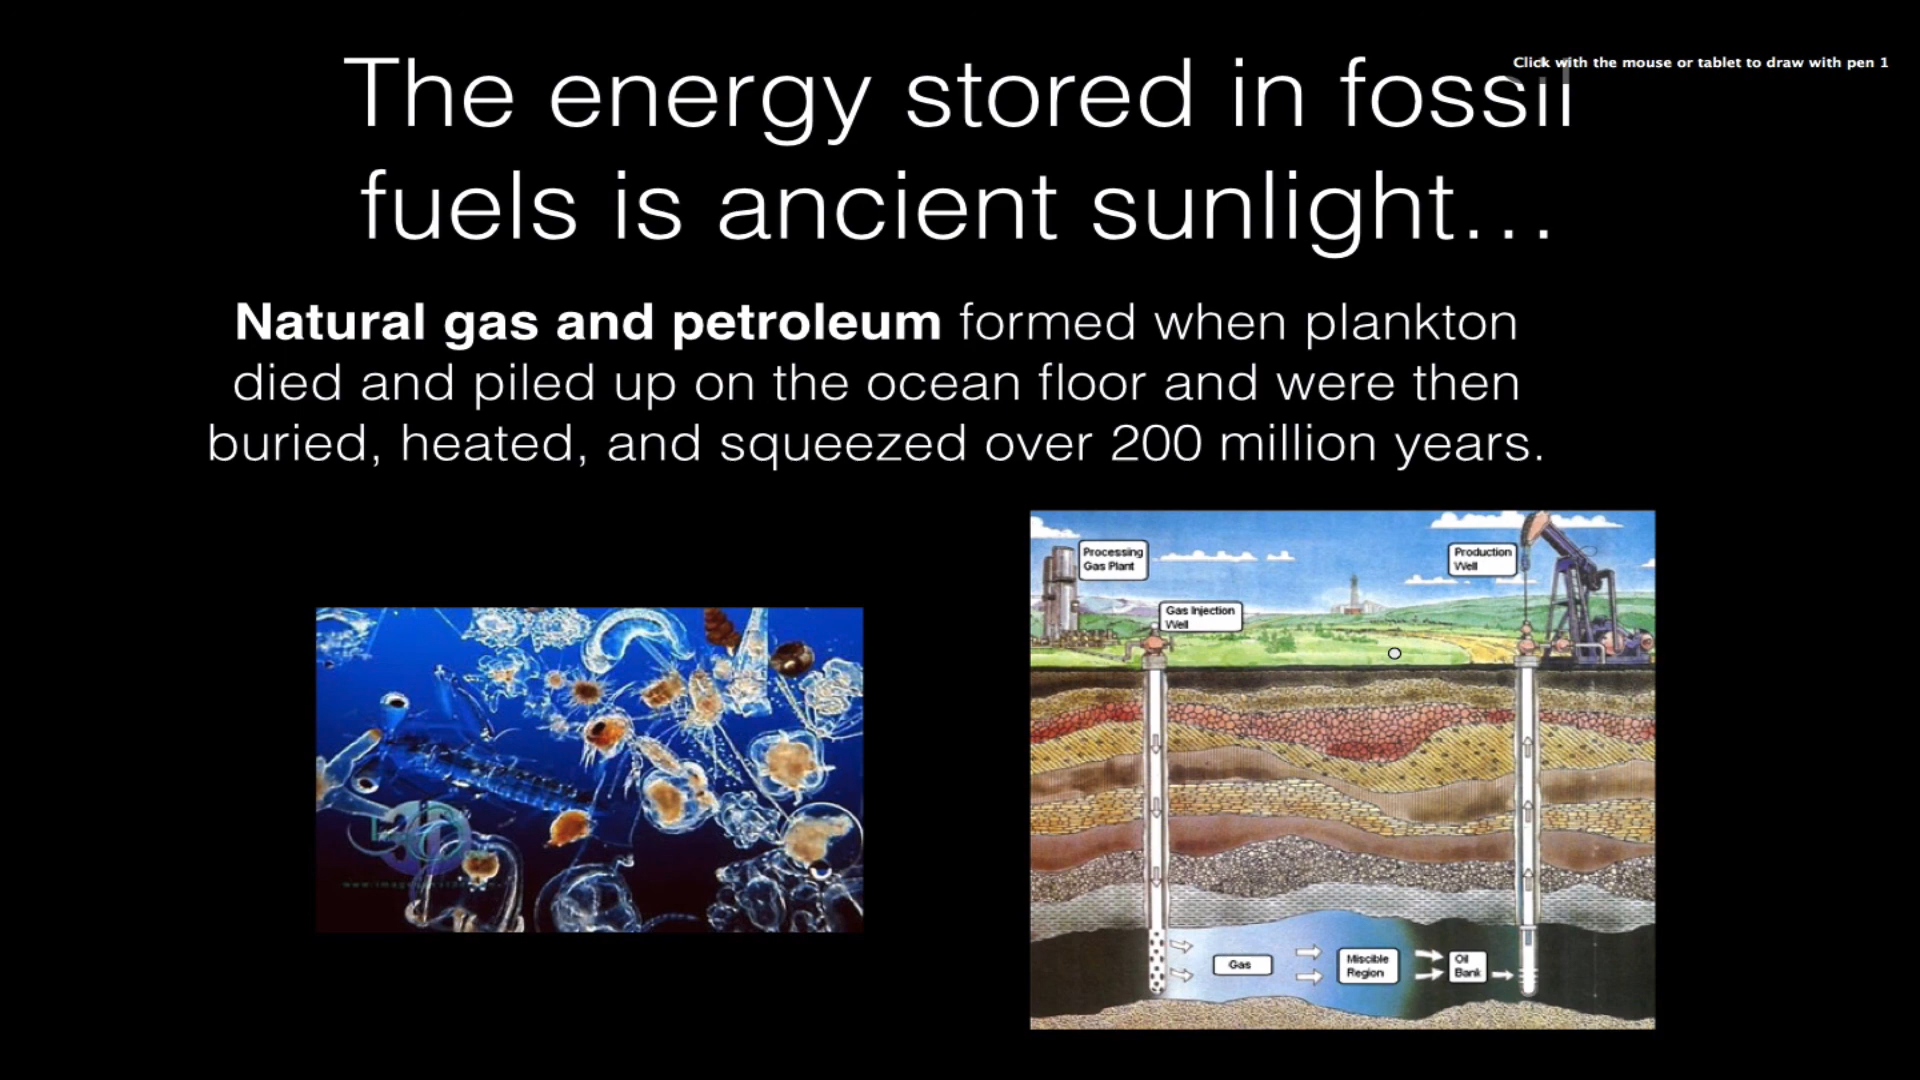 Click with the mouse or tablet to draw with pen 1
The energy stored in fossil
fuels is ancient sunlight...
Natural gas and petroleum formed when plankton
died and piled up on the ocean floor and were then
buried, heated, and squeezed over 200 million years.
Processing
Gas Plant
Production
Well
Gas Injection
Well
Gas
Miscible
Region
Oil
Bank